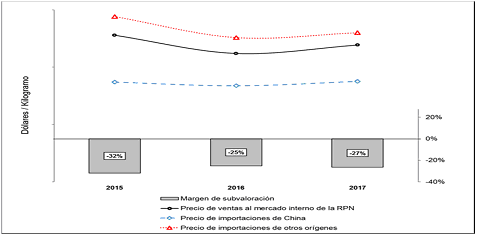 Dólares / Kilogramo
20%
0%
-20%
-40%
-32%
-25%
-27%
2015
2016
2017
Margen de subvaloración
Precio de ventas al mercado interno de la RPN
Precio de importaciones de China
Precio de importaciones de otros orígenes